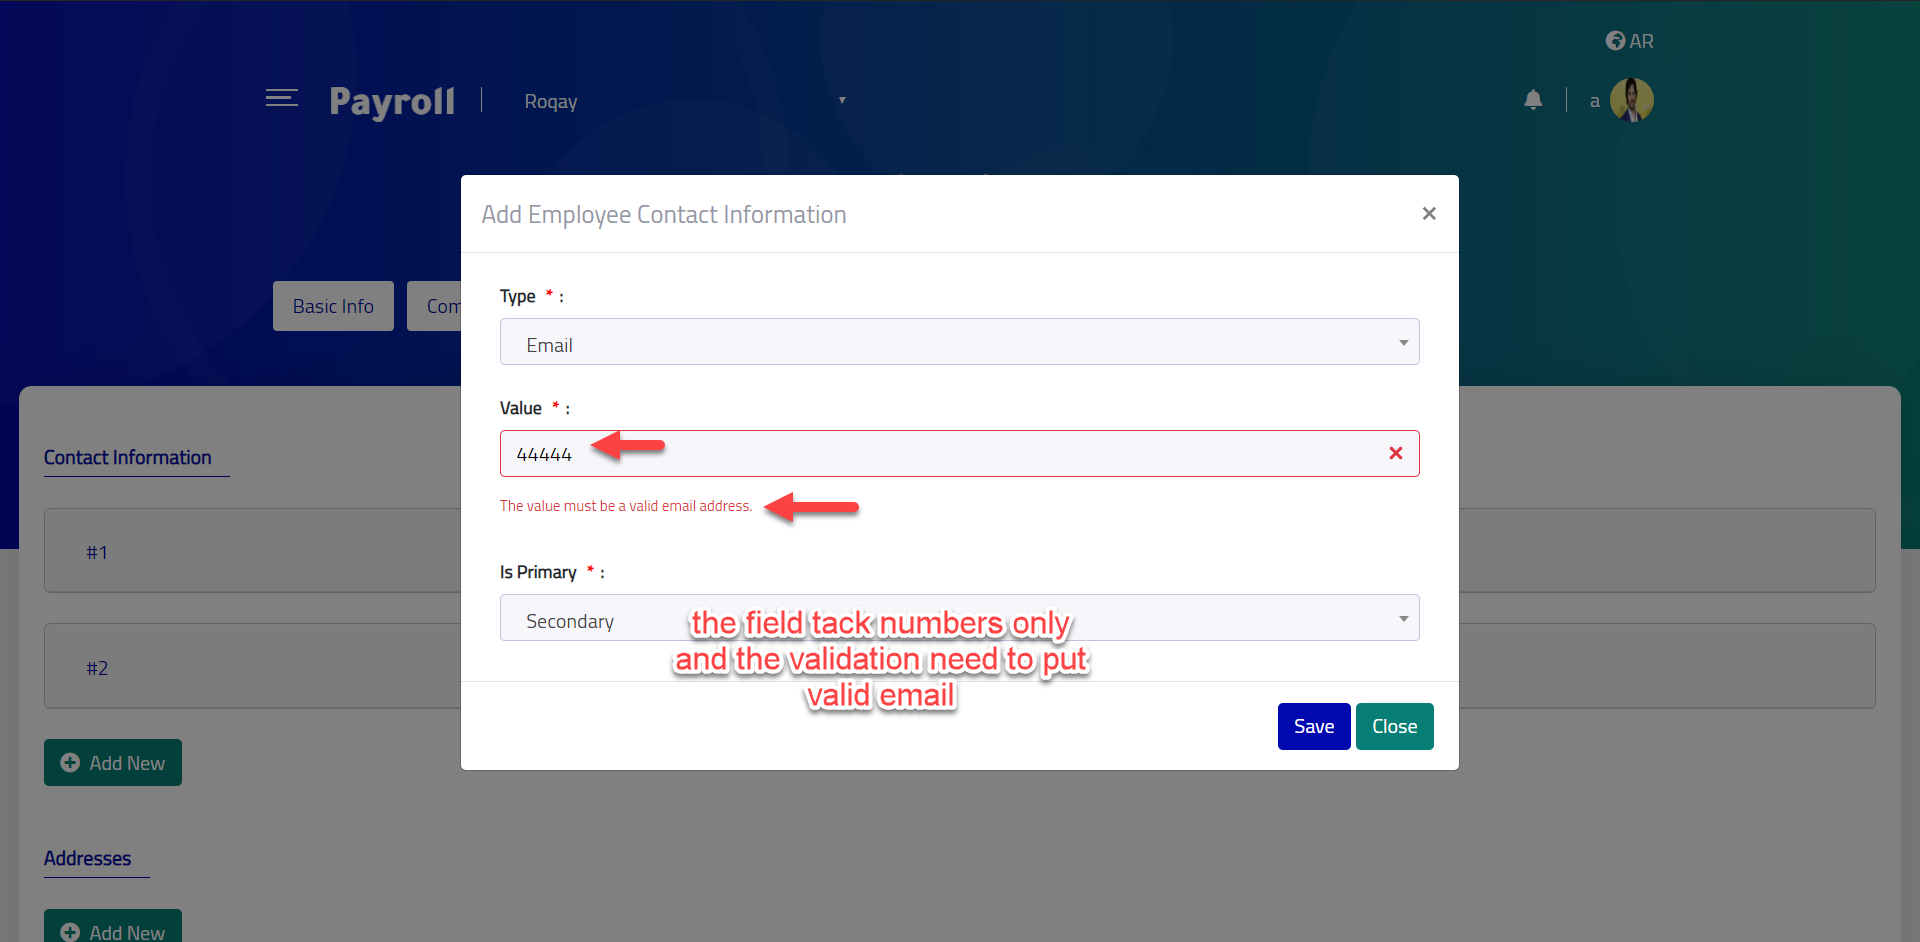 AR
Payroll
Roqay
a
Add Employee Contact Information
Basic Info
Com
Type * :
Email
Value * :
44444
The value must be a valid email address.
Contact Information
#1
Is Primary * :
Secondary
the field tack numbers only
and the validation need to put
valid email
#2
Save
Close
Add New
Addresses
Add New